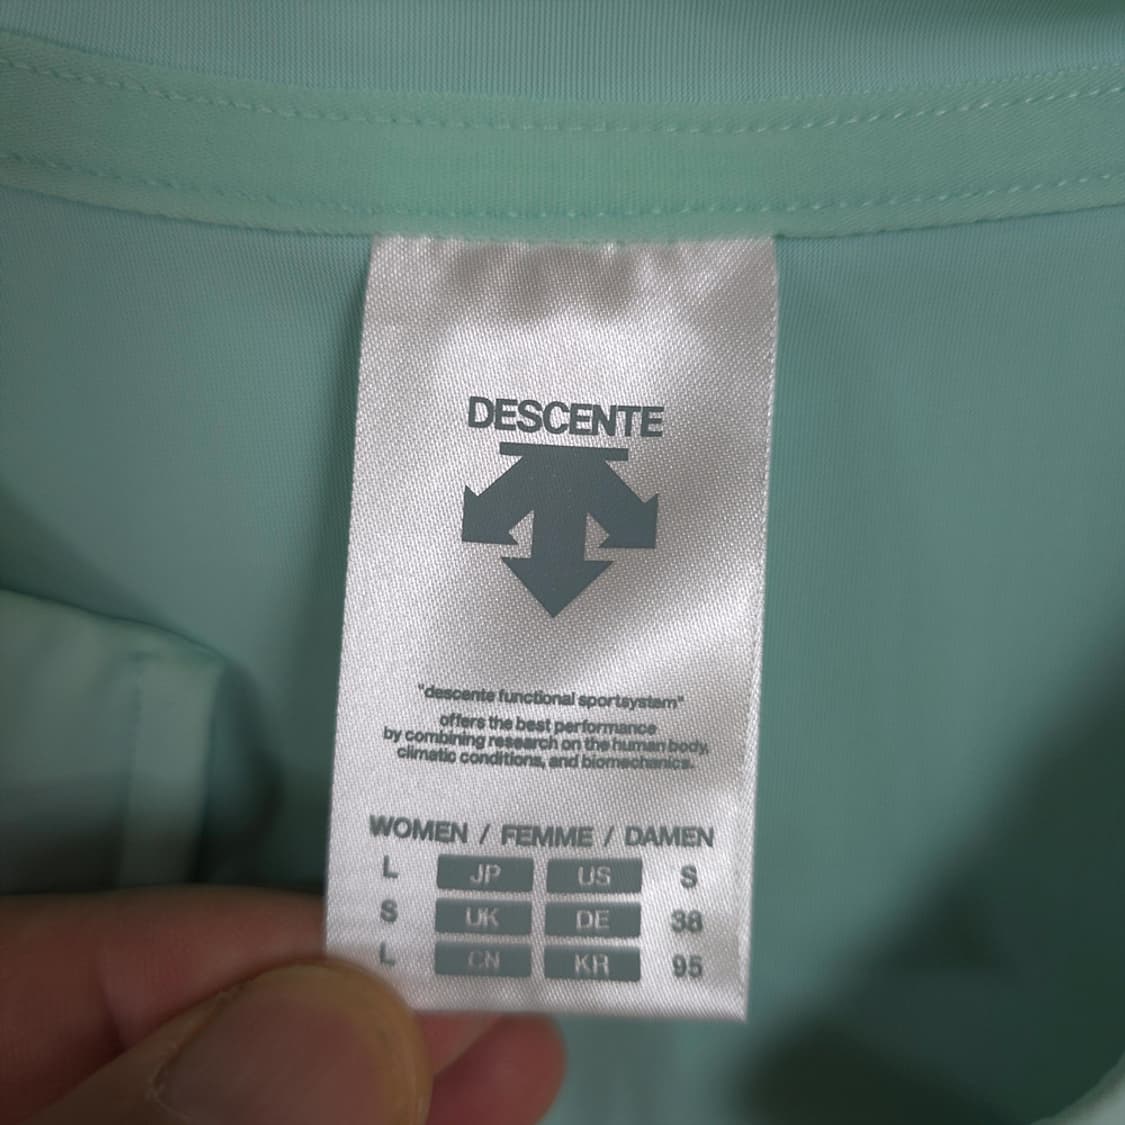 DESCENTE
"descente functional sportsystem"
offers the best performance
by combining research on the human body,
climatic conditions, and biomechanics.
WOMEN / FEMME / DAMEN
L JP US S
S UK DE 38
L CN KR 95